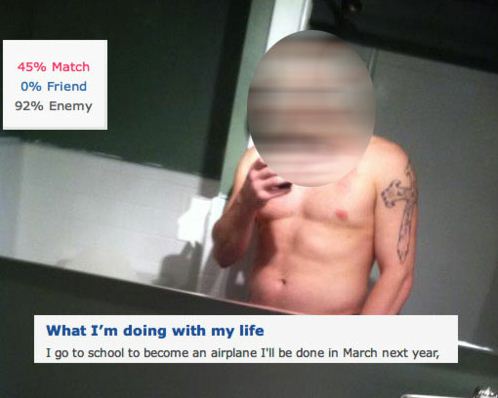 45% Match
0% Friend
92% Enemy
What I'm doing with my life
I go to school to become an airplane I'll be done in March next year,